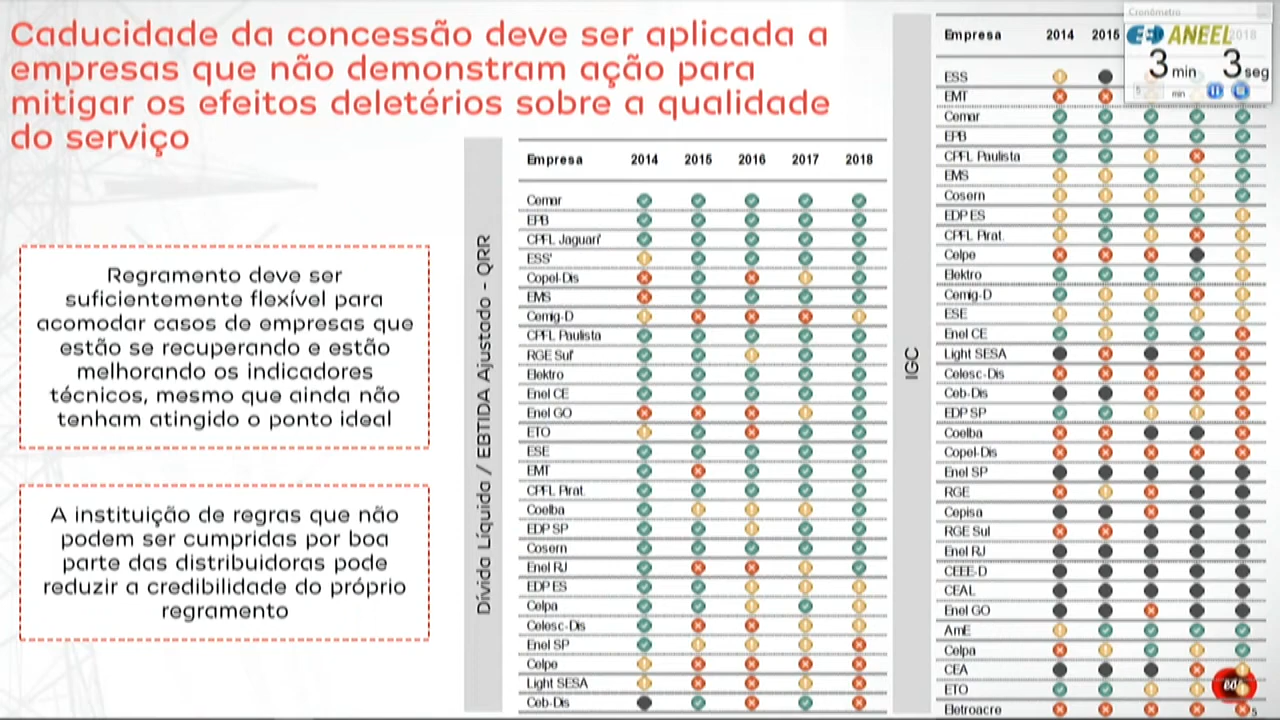 Caducidade da concessão deve ser aplicada a
empresas que não demonstram ação para
mitigar os efeitos deletérios sobre a qualidade
do serviço
Regramento deve ser
suficientemente flexível para
acomodar casos de empresas que
estão se recuperando e estão
melhorando os indicadores
técnicos, mesmo que ainda não
tenham atingido o ponto ideal
A instituição de regras que não
podem ser cumpridas por boa
parte das distribuidoras pode
reduzir a credibilidade do próprio
regramento
Dívida Líquida / EBTIDA Ajustado - QRR
Empresa 2014 2015 2016 2017 2018
Cemar
EPB
CPFL Jaguari
ESS
Copel-Dis
EMS
Cemig-D
CPFL Paulista
RGE Sul
Elektro
Enel CE
Enel GO
ETO
ESE
EMT
CPFL Pirat.
Coelba
EDP SP
Cosern
Enel RJ
EDP ES
Celpa
Celesc-Dis
Enel SP
Celpe
Light SESA
Ceb-Dis
IGC
Empresa 2014 2015 2018
ESS
EMT
Cemar
EPB
CPFL Paulista
EMS
Cosern
EDP ES
CPFL Pirat.
Celpe
Elektro
Cemig-D
ESE
Enel CE
Light SESA
Celesc-Dis
Ceb-Dis
EDP SP
Coelba
Copel-Dis
Enel SP
RGE
Cepisa
RGE Sul
Enel RJ
CEEE-D
CEAL
Enel GO
AmE
Celpa
CEA
ETO
Eletroacre
Cronômetro
ANEEL
3 min 3 seg
5 min
edp
5